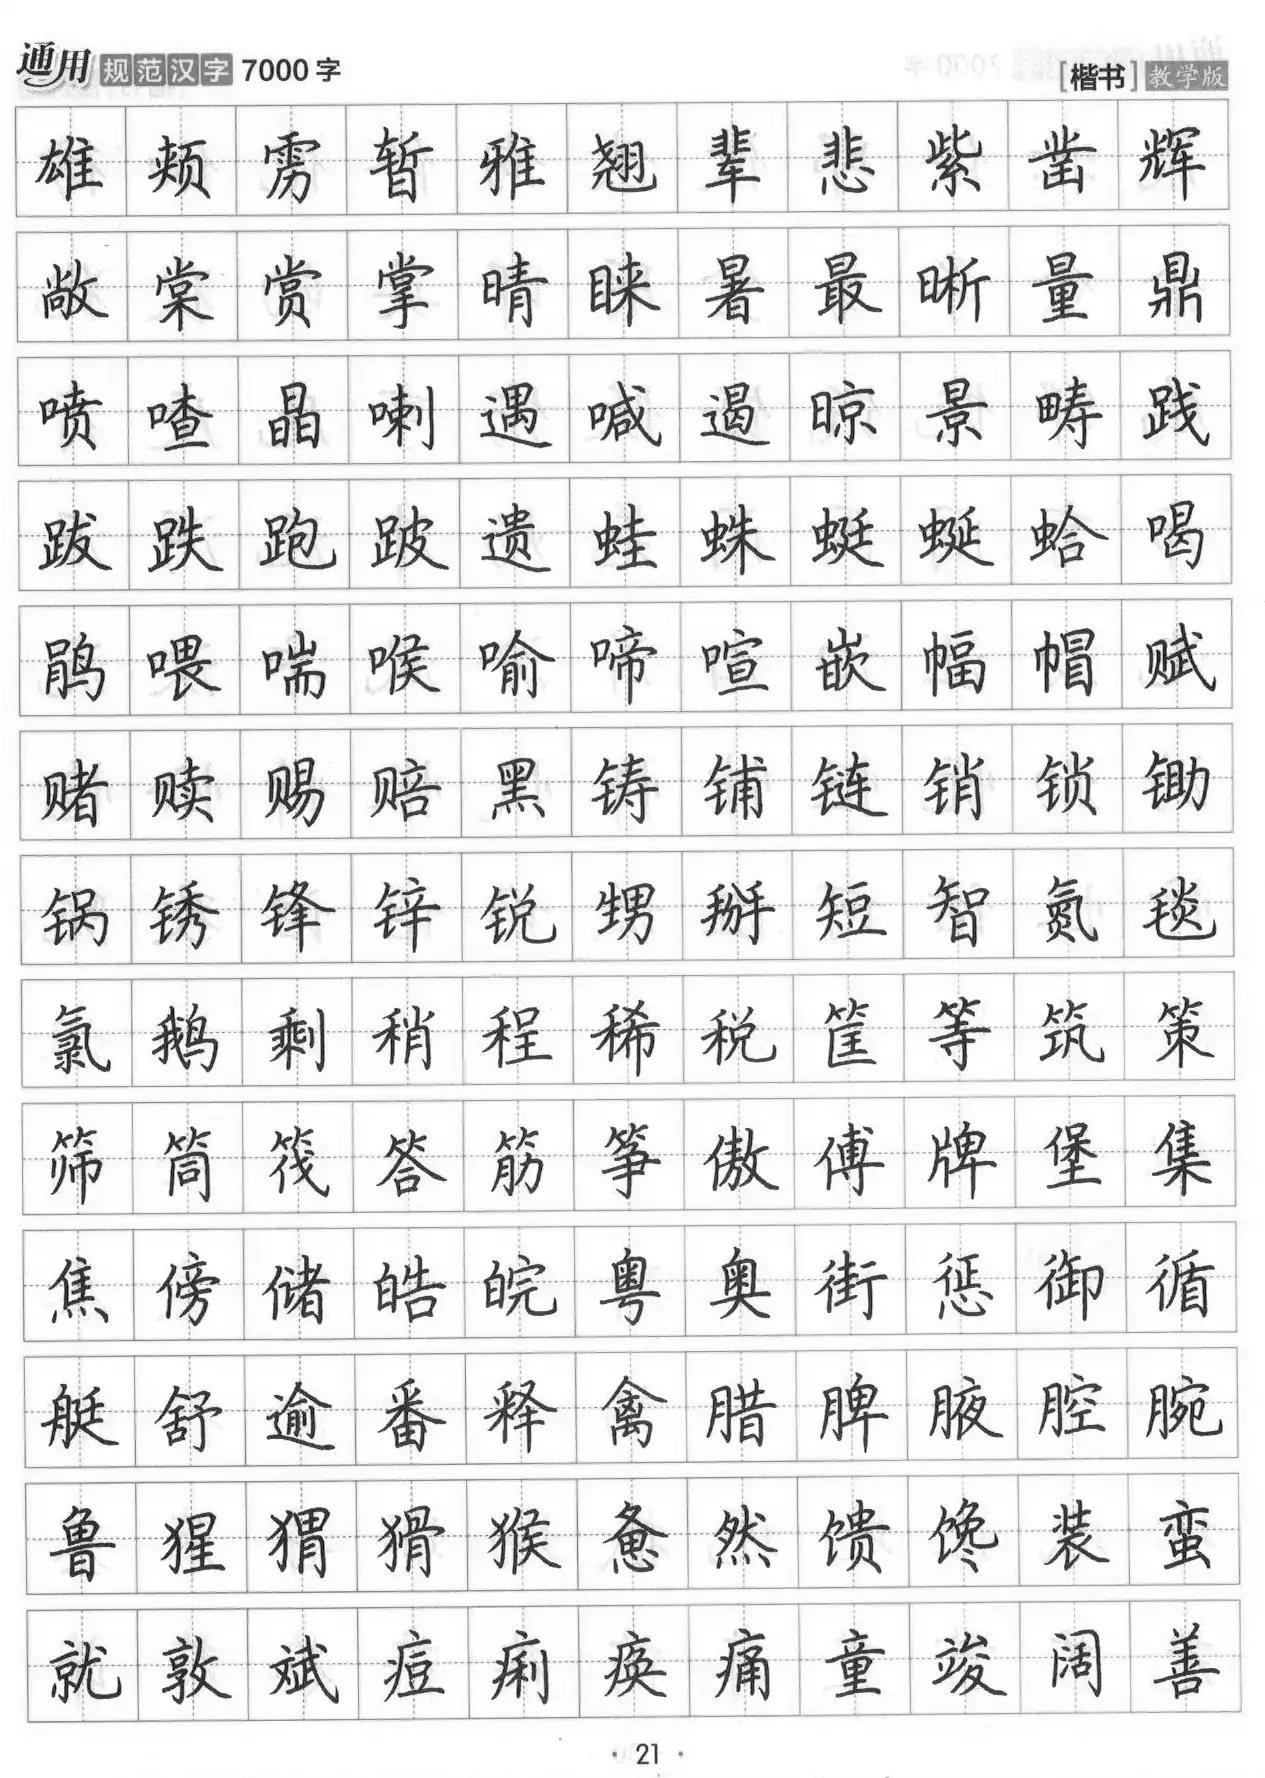 通用规范汉字7000字
[楷书]教学版
雄颊雳暂雅翘辈悲紫凿辉
敞棠赏掌晴睐暑最晰量鼎
喷喳晶喇遇喊遏晾景畴践
跋跌跑跛遗蛙蛛蜓蜒蛤喝
鹃喂喘喉喻啼喧嵌幅帽赋
赌赎赐赔黑铸铺链销锁锄
锅锈锋锌锐甥掰短智氮毯
氯鹅剩稍程稀税筐等筑策
筛筒筏答筋筝傲傅牌堡集
焦傍储皓皖粤奥街惩御循
艇舒逾番释禽腊脾腋腔腕
鲁猩猬猾猴惫然馈馋装蛮
就敦斌痘痢痪痛童竣阔善
· 21 ·